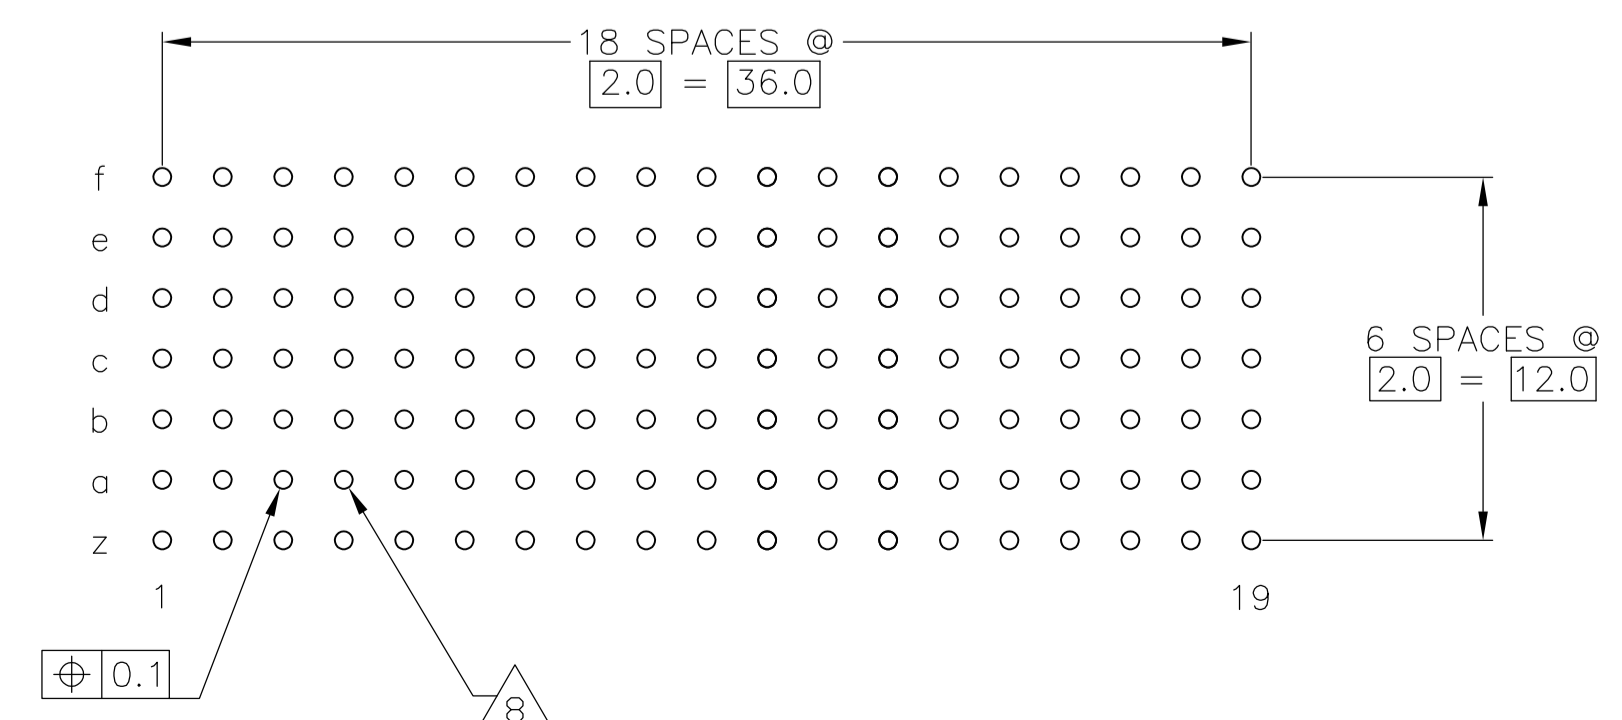 18 SPACES @
2.0 = 36.0
f
e
d
c
b
a
z
6 SPACES @
2.0 = 12.0
1
19
⌖ 0.1
8